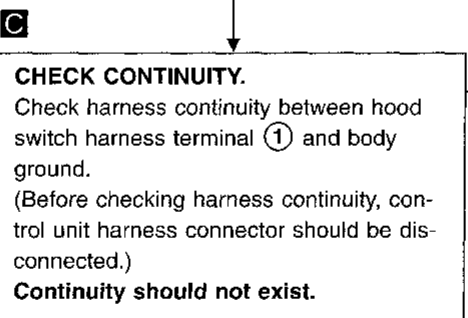 C
CHECK CONTINUITY.
Check harness continuity between hood
switch harness terminal ① and body
ground.
(Before checking harness continuity, con-
trol unit harness connector should be dis-
connected.)
Continuity should not exist.